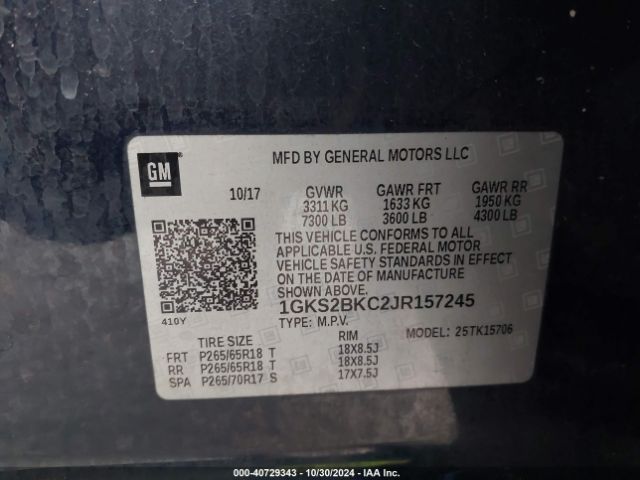 GM
MFD BY GENERAL MOTORS LLC
10/17 GVWR GAWR FRT GAWR RR
3311 KG 1633 KG 1950 KG
7300 LB 3600 LB 4300 LB
THIS VEHICLE CONFORMS TO ALL
APPLICABLE U.S. FEDERAL MOTOR
VEHICLE SAFETY STANDARDS IN EFFECT
ON THE DATE OF MANUFACTURE
SHOWN ABOVE.
1GKS2BKC2JR157245
410Y
TYPE: M.P.V. MODEL: 25TK15706
TIRE SIZE RIM
FRT P265/65R18 T 18X8.5J
RR P265/65R18 T 18X8.5J
SPA P265/70R17 S 17X7.5J
000-40729343 - 10/30/2024 - IAA Inc.